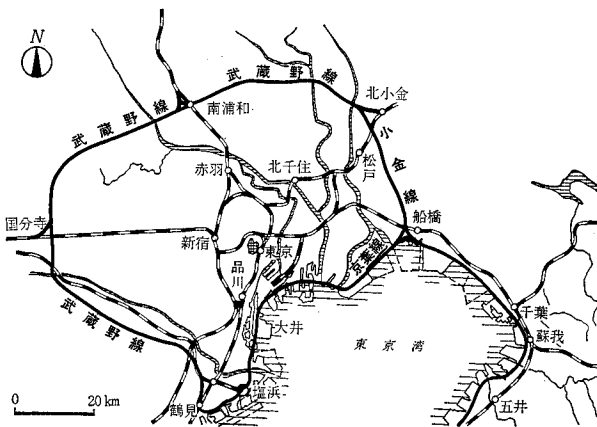 N
武蔵野線
武蔵野線
北小金
南浦和
小金線
松戸
赤羽
北千住
国分寺
新宿
東京
船橋
京葉線
品川
武蔵野線
大井
千葉
蘇我
東京湾
塩浜
鶴見
五井
0 20km